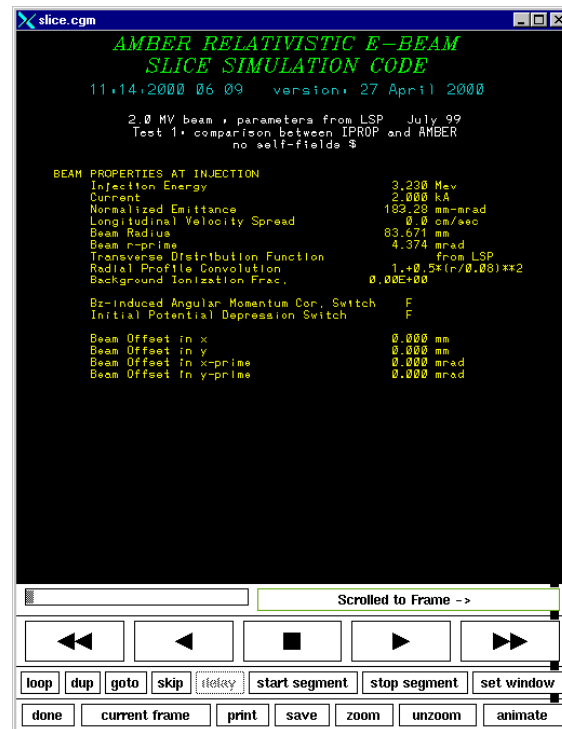 slice.cgm
AMBER RELATIVISTIC E-BEAM
SLICE SIMULATION CODE
11:14:2000 06 09 version: 27 April 2000
2.0 MV beam , parameters from LSP July 99
Test 1: comparison between IPROP and AMBER
no self-fields $
BEAM PROPERTIES AT INJECTION
Injection Energy 3.230 Mev
Current 2.000 kA
Normalized Emittance 183.28 mm-mrad
Longitudinal Velocity Spread 0.0 cm/sec
Beam Radius 83.671 mm
Beam r-prime 4.374 mrad
Transverse Distribution Function from LSP
Radial Profile Convolution 1.+0.5*(r/0.08)**2
Background Ionization Frac. 0.00E+00
Bz-induced Angular Momentum Cor. Switch F
Initial Potential Depression Switch F
Beam Offset in x 0.000 mm
Beam Offset in y 0.000 mm
Beam Offset in x-prime 0.000 mrad
Beam Offset in y-prime 0.000 mrad
Scrolled to Frame ->
loop dup goto skip delay start segment stop segment set window
done current frame print save zoom unzoom animate